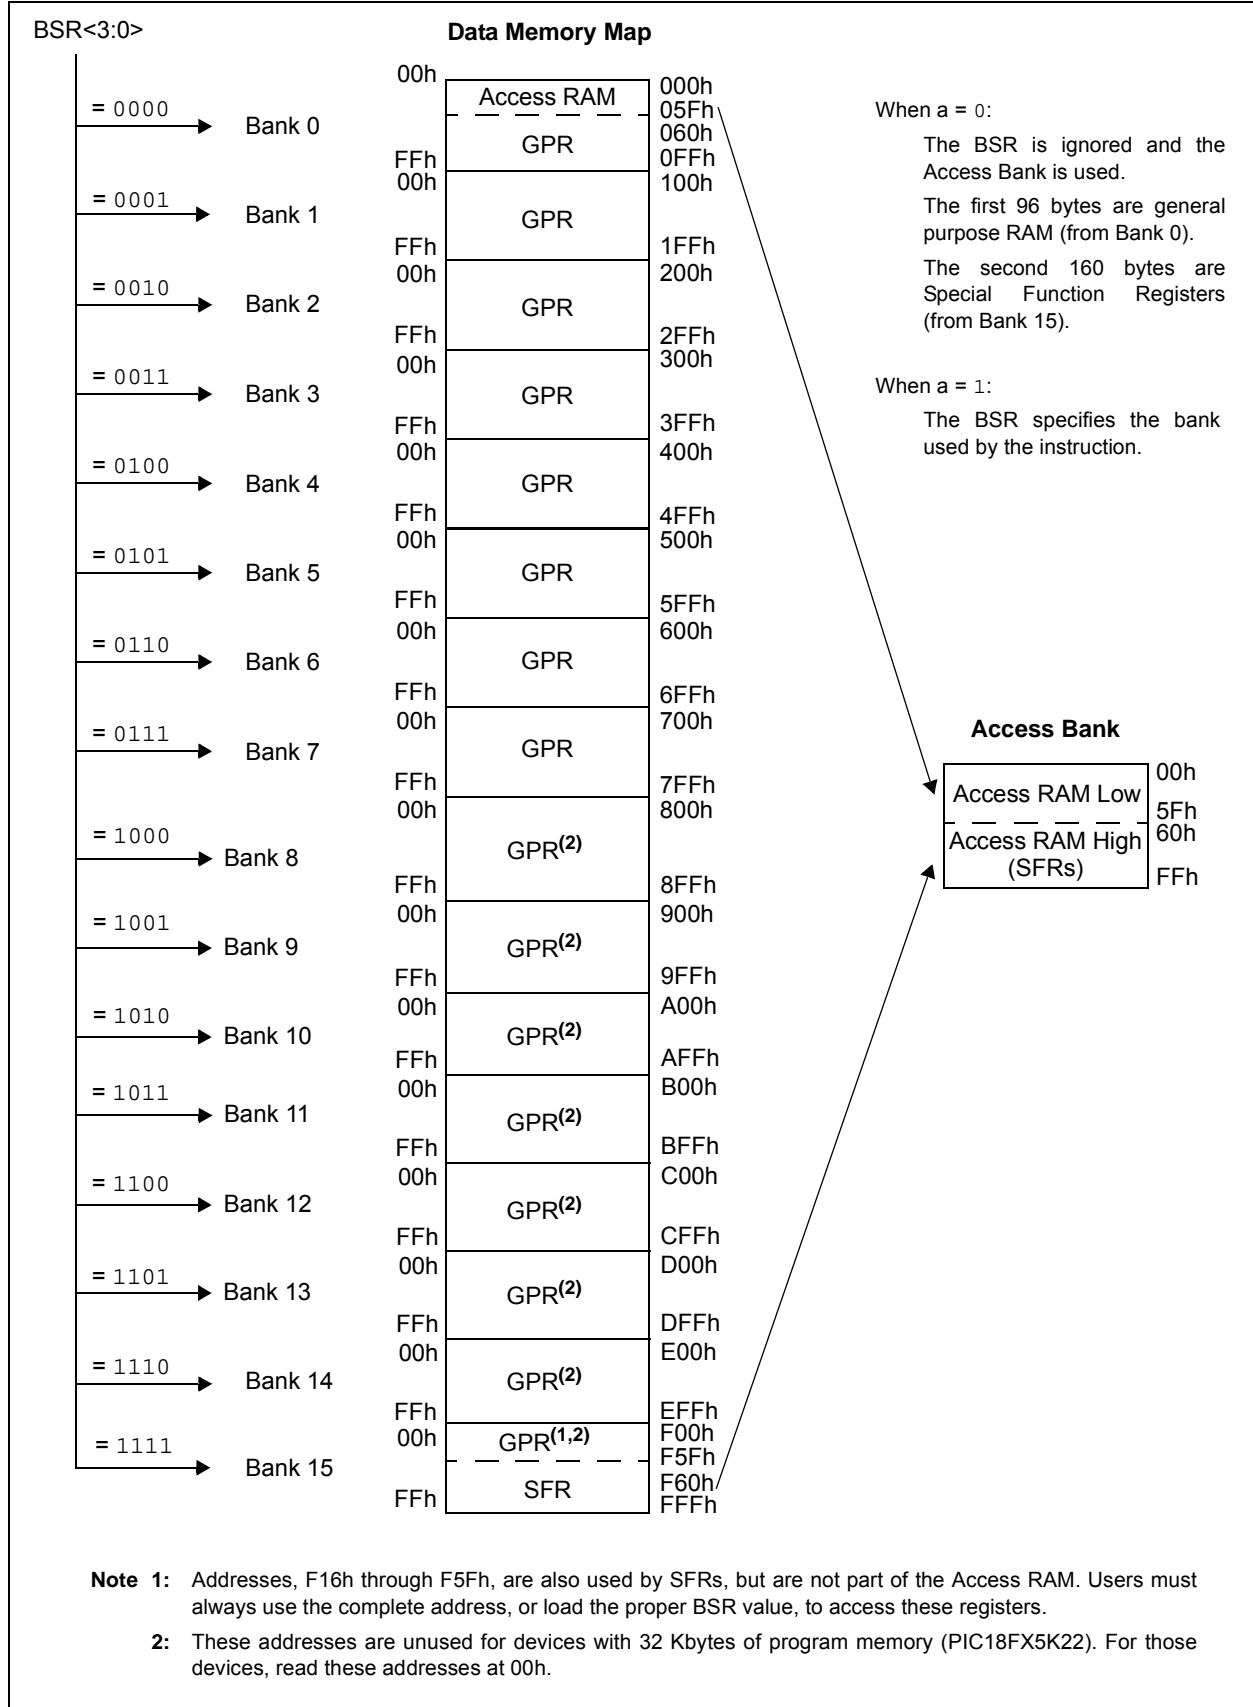 BSR<3:0>
Data Memory Map
= 0000
Bank 0
00h
FFh
Access RAM
GPR
000h
05Fh
060h
0FFh
= 0001
Bank 1
00h
FFh
GPR
100h
1FFh
= 0010
Bank 2
00h
FFh
GPR
200h
2FFh
= 0011
Bank 3
00h
FFh
GPR
300h
3FFh
= 0100
Bank 4
00h
FFh
GPR
400h
4FFh
= 0101
Bank 5
00h
FFh
GPR
500h
5FFh
= 0110
Bank 6
00h
FFh
GPR
600h
6FFh
= 0111
Bank 7
00h
FFh
GPR
700h
7FFh
= 1000
Bank 8
00h
FFh
GPR(2)
800h
8FFh
= 1001
Bank 9
00h
FFh
GPR(2)
900h
9FFh
= 1010
Bank 10
00h
FFh
GPR(2)
A00h
AFFh
= 1011
Bank 11
00h
FFh
GPR(2)
B00h
BFFh
= 1100
Bank 12
00h
FFh
GPR(2)
C00h
CFFh
= 1101
Bank 13
00h
FFh
GPR(2)
D00h
DFFh
= 1110
Bank 14
00h
FFh
GPR(2)
E00h
EFFh
= 1111
Bank 15
00h
FFh
GPR(1,2)
SFR
F00h
F5Fh
F60h
FFFh
When a = 0:
The BSR is ignored and the
Access Bank is used.
The first 96 bytes are general
purpose RAM (from Bank 0).
The second 160 bytes are
Special Function Registers
(from Bank 15).
When a = 1:
The BSR specifies the bank
used by the instruction.
Access Bank
Access RAM Low
Access RAM High
(SFRs)
00h
5Fh
60h
FFh
Note 1: Addresses, F16h through F5Fh, are also used by SFRs, but are not part of the Access RAM. Users must
always use the complete address, or load the proper BSR value, to access these registers.
2: These addresses are unused for devices with 32 Kbytes of program memory (PIC18FX5K22). For those
devices, read these addresses at 00h.